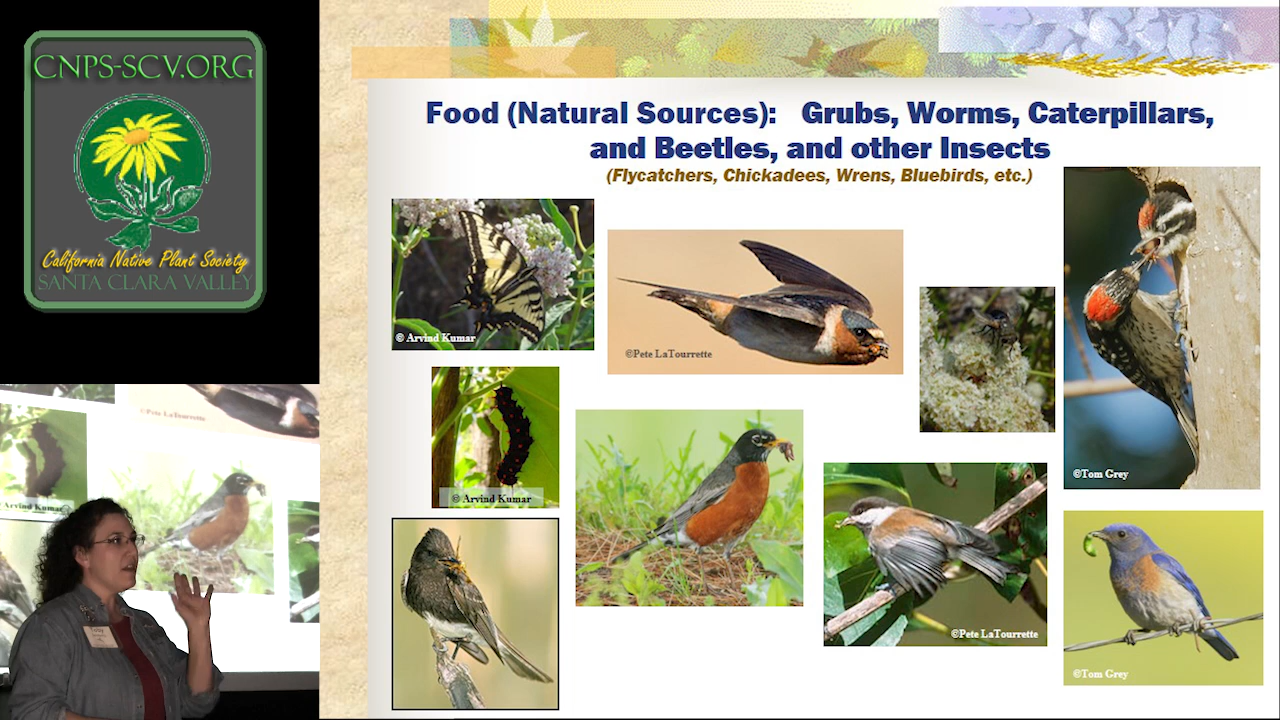 CNPS-SCV.ORG
California Native Plant Society
SANTA CLARA VALLEY
Food (Natural Sources): Grubs, Worms, Caterpillars,
and Beetles, and other Insects
(Flycatchers, Chickadees, Wrens, Bluebirds, etc.)
© Arvind Kumar
©Pete LaTourrette
©Tom Grey
© Arvind Kumar
©Pete LaTourrette
©Tom Grey
©Pete LaTourrette
Arvind Kumar